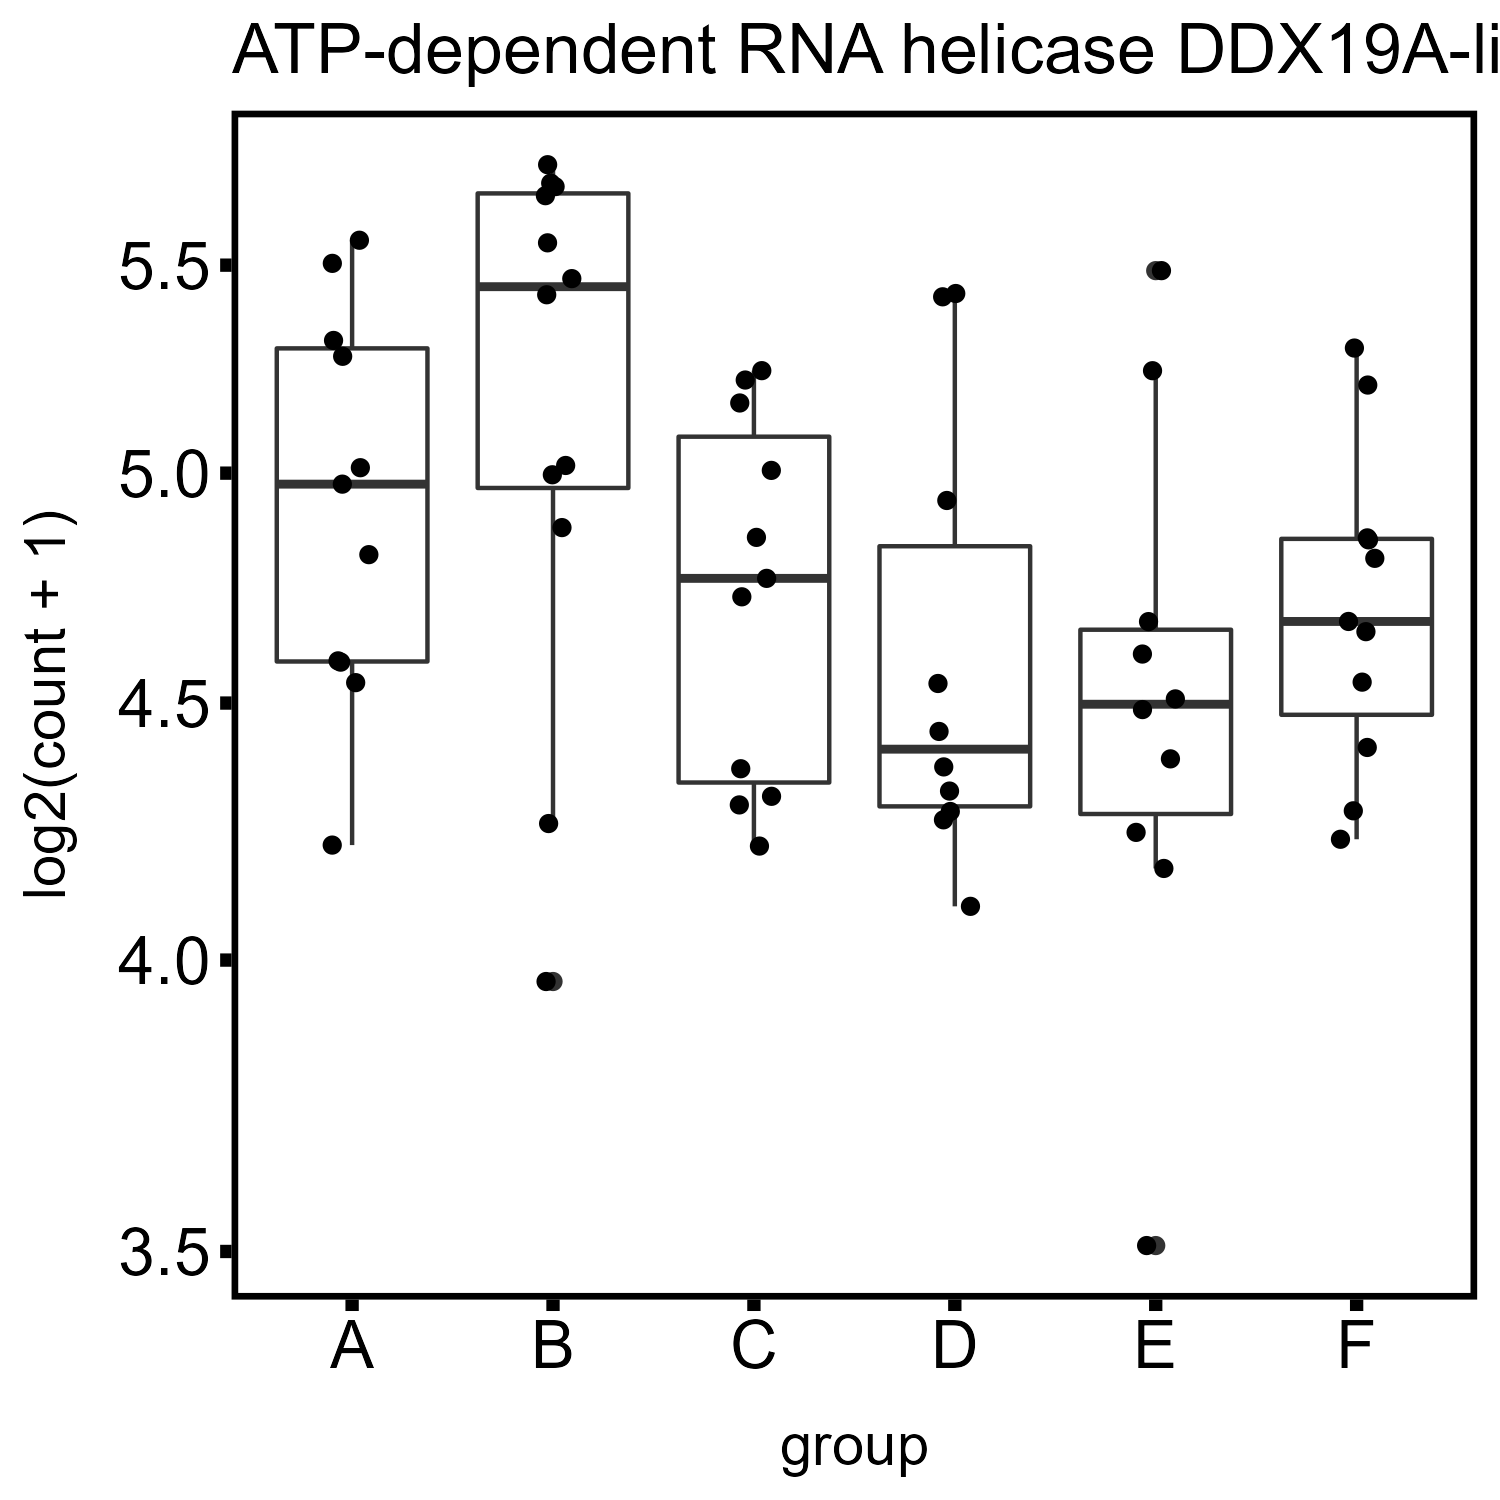 ATP-dependent RNA helicase DDX19A-li
5.5
5.0
4.5
4.0
3.5
log2(count + 1)
A B C D E F
group